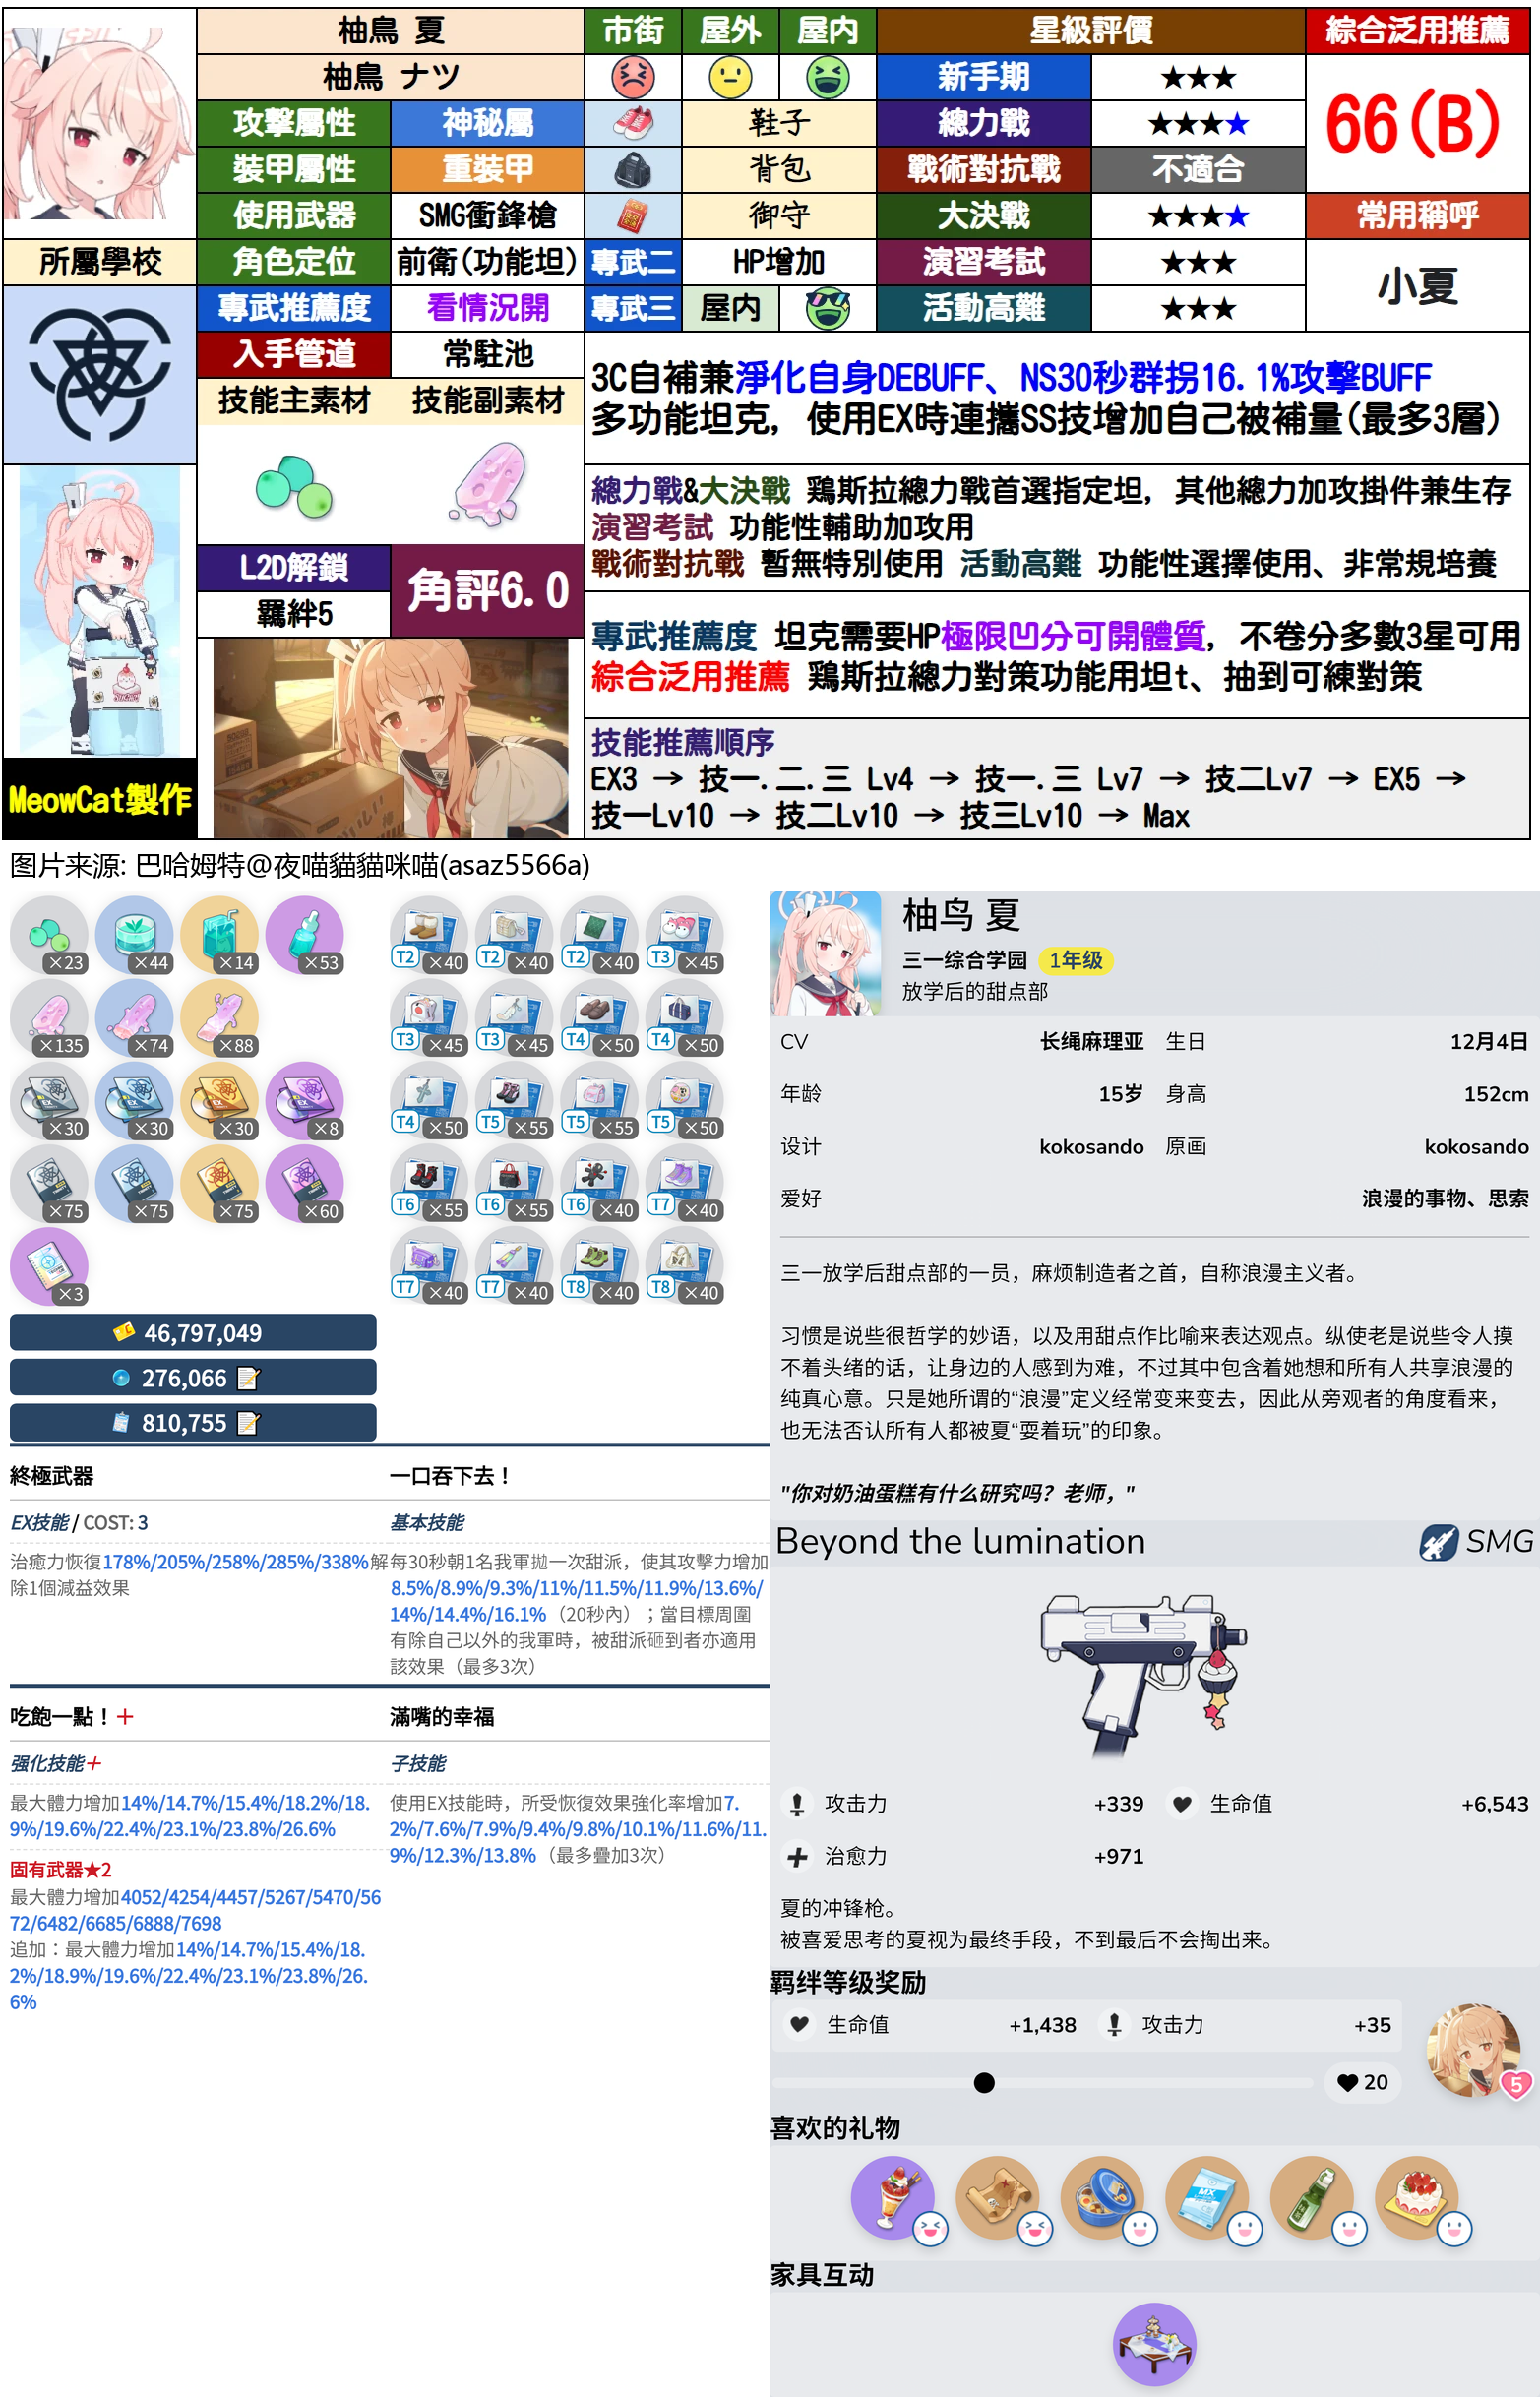 柚鳥 夏
市街
屋外
屋内
星級評價
綜合泛用推薦
柚鳥 ナツ
新手期
★★★
66(B)
攻擊屬性
神秘屬
鞋子
總力戰
★★★★
裝甲屬性
重裝甲
背包
戰術對抗戰
不適合
使用武器
SMG衝鋒槍
御守
大決戰
★★★★
常用稱呼
所屬學校
角色定位
前衛(功能坦)
專武二
HP增加
演習考試
★★★
小夏
專武推薦度
看情況開
專武三
屋内
活動高難
★★★
入手管道
常駐池
技能主素材
技能副素材
3C自補兼淨化自身DEBUFF、NS30秒群拐16.1%攻擊BUFF
多功能坦克, 使用EX時連攜SS技增加自己被補量(最多3層)
總力戰&大決戰 鶏斯拉總力戰首選指定坦, 其他總力加攻掛件兼生存
演習考試 功能性輔助加攻用
戰術對抗戰 暫無特別使用 活動高難 功能性選擇使用、非常規培養
L2D解鎖
羈絆5
角評6.0
專武推薦度 坦克需要HP極限凹分可開體質, 不卷分多數3星可用
綜合泛用推薦 鶏斯拉總力對策功能用坦t、抽到可練對策
技能推薦順序
EX3 → 技一.二.三 Lv4 → 技一.三 Lv7 → 技二Lv7 → EX5 →
技一Lv10 → 技二Lv10 → 技三Lv10 → Max
MeowCat製作
图片来源: 巴哈姆特@夜喵貓貓咪喵(asaz5566a)
×23
×44
×14
×53
×135
×74
×88
×30
×30
×30
×8
×75
×75
×75
×60
×3
46,797,049
276,066
810,755
T2 ×40
T2 ×40
T2 ×40
T3 ×45
T3 ×45
T3 ×45
T4 ×50
T4 ×50
T4 ×50
T5 ×55
T5 ×55
T5 ×50
T6 ×55
T6 ×55
T6 ×40
T7 ×40
T7 ×40
T7 ×40
T8 ×40
T8 ×40
終極武器
EX技能 / COST: 3
治癒力恢復178%/205%/258%/285%/338%解
除1個減益效果
一口吞下去！
基本技能
每30秒朝1名我軍拋一次甜派，使其攻擊力增加
8.5%/8.9%/9.3%/11%/11.5%/11.9%/13.6%/
14%/14.4%/16.1%（20秒內）；當目標周圍
有除自己以外的我軍時，被甜派砸到者亦適用
該效果（最多3次）
吃飽一點！＋
强化技能＋
最大體力增加14%/14.7%/15.4%/18.2%/18.
9%/19.6%/22.4%/23.1%/23.8%/26.6%
固有武器★2
最大體力增加4052/4254/4457/5267/5470/56
72/6482/6685/6888/7698
追加：最大體力增加14%/14.7%/15.4%/18.
2%/18.9%/19.6%/22.4%/23.1%/23.8%/26.
6%
滿嘴的幸福
子技能
使用EX技能時，所受恢復效果強化率增加7.
2%/7.6%/7.9%/9.4%/9.8%/10.1%/11.6%/11.
9%/12.3%/13.8%（最多疊加3次）
柚鸟 夏
三一综合学园 1年级
放学后的甜点部
CV 长绳麻理亚 生日 12月4日
年龄 15岁 身高 152cm
设计 kokosando 原画 kokosando
爱好 浪漫的事物、思索
三一放学后甜点部的一员，麻烦制造者之首，自称浪漫主义者。
习惯是说些很哲学的妙语，以及用甜点作比喻来表达观点。纵使老是说些令人摸
不着头绪的话，让身边的人感到为难，不过其中包含着她想和所有人共享浪漫的
纯真心意。只是她所谓的“浪漫”定义经常变来变去，因此从旁观者的角度看来，
也无法否认所有人都被夏“耍着玩”的印象。
"你对奶油蛋糕有什么研究吗？老师，"
Beyond the lumination
SMG
攻击力 +339 生命值 +6,543
治愈力 +971
夏的冲锋枪。
被喜爱思考的夏视为最终手段，不到最后不会掏出来。
羁绊等级奖励
生命值 +1,438 攻击力 +35
20
5
喜欢的礼物
MX
家具互动